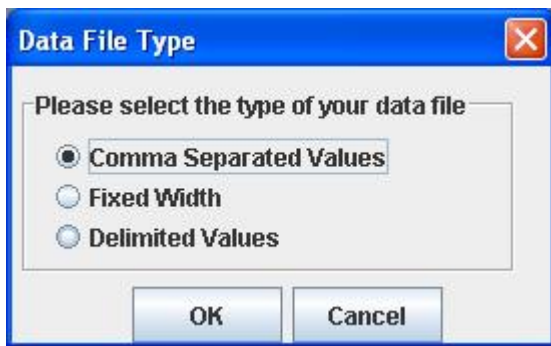 Data File Type
Please select the type of your data file
Comma Separated Values
Fixed Width
Delimited Values
OK Cancel